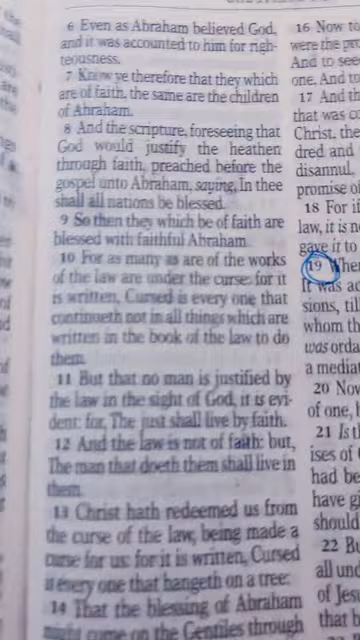 6 Even as Abraham believed God,
and it was accounted to him for righ-
teousness.
7 Know ye therefore that they which
are of faith, the same are the children
of Abraham.
8 And the scripture, foreseeing that
God would justify the heathen
through faith, preached before the
gospel unto Abraham, saying, In thee
shall all nations be blessed.
9 So then they which be of faith are
blessed with faithful Abraham.
10 For as many as are of the works
of the law are under the curse: for it
is written, Cursed is every one that
continueth not in all things which are
written in the book of the law to do
them.
11 But that no man is justified by
the law in the sight of God, it is evi-
dent: for, The just shall live by faith.
12 And the law is not of faith: but,
The man that doeth them shall live in
them.
13 Christ hath redeemed us from
the curse of the law, being made a
curse for us: for it is written, Cursed
is every one that hangeth on a tree:
14 That the blessing of Abraham
might come on the Gentiles through
16 Now to
were the pr
And to see
one, And to
17 And th
that was co
Christ, the
dred and
disannul,
promise o
18 For if
law, it is n
gave it to
19 Wher
It was ad
sions, till
whom th
was orda
a mediat
20 Now
of one, b
21 Is th
ises of
had be
have gi
should
22 Bu
all und
of Jesu
that b